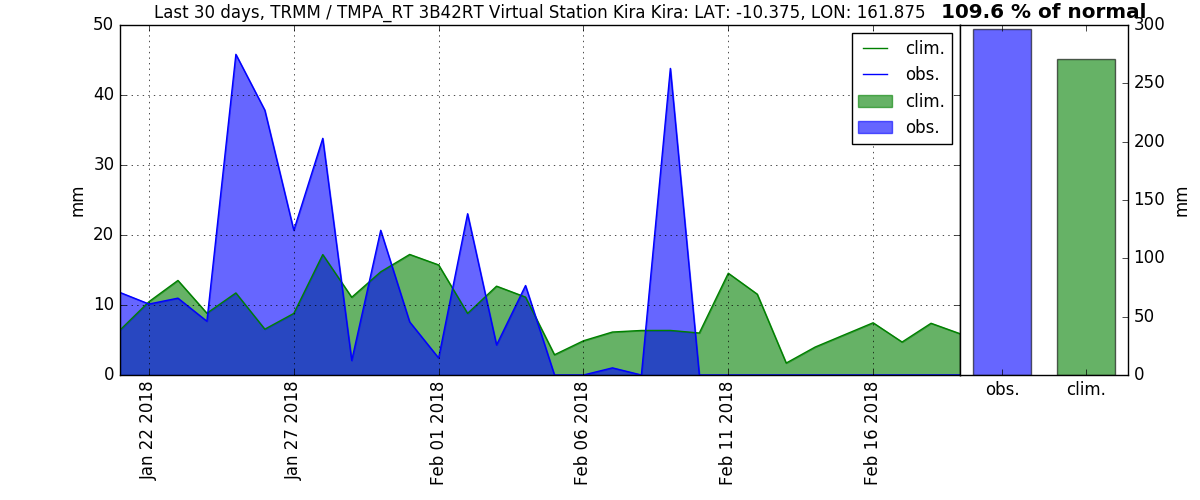 Last 30 days, TRMM / TMPA_RT 3B42RT Virtual Station Kira Kira: LAT: -10.375, LON: 161.875
109.6 % of normal
clim.
obs.
clim.
obs.
50
40
30
20
10
0
mm
Jan 22 2018
Jan 27 2018
Feb 01 2018
Feb 06 2018
Feb 11 2018
Feb 16 2018
300
250
200
150
100
50
0
mm
obs.
clim.